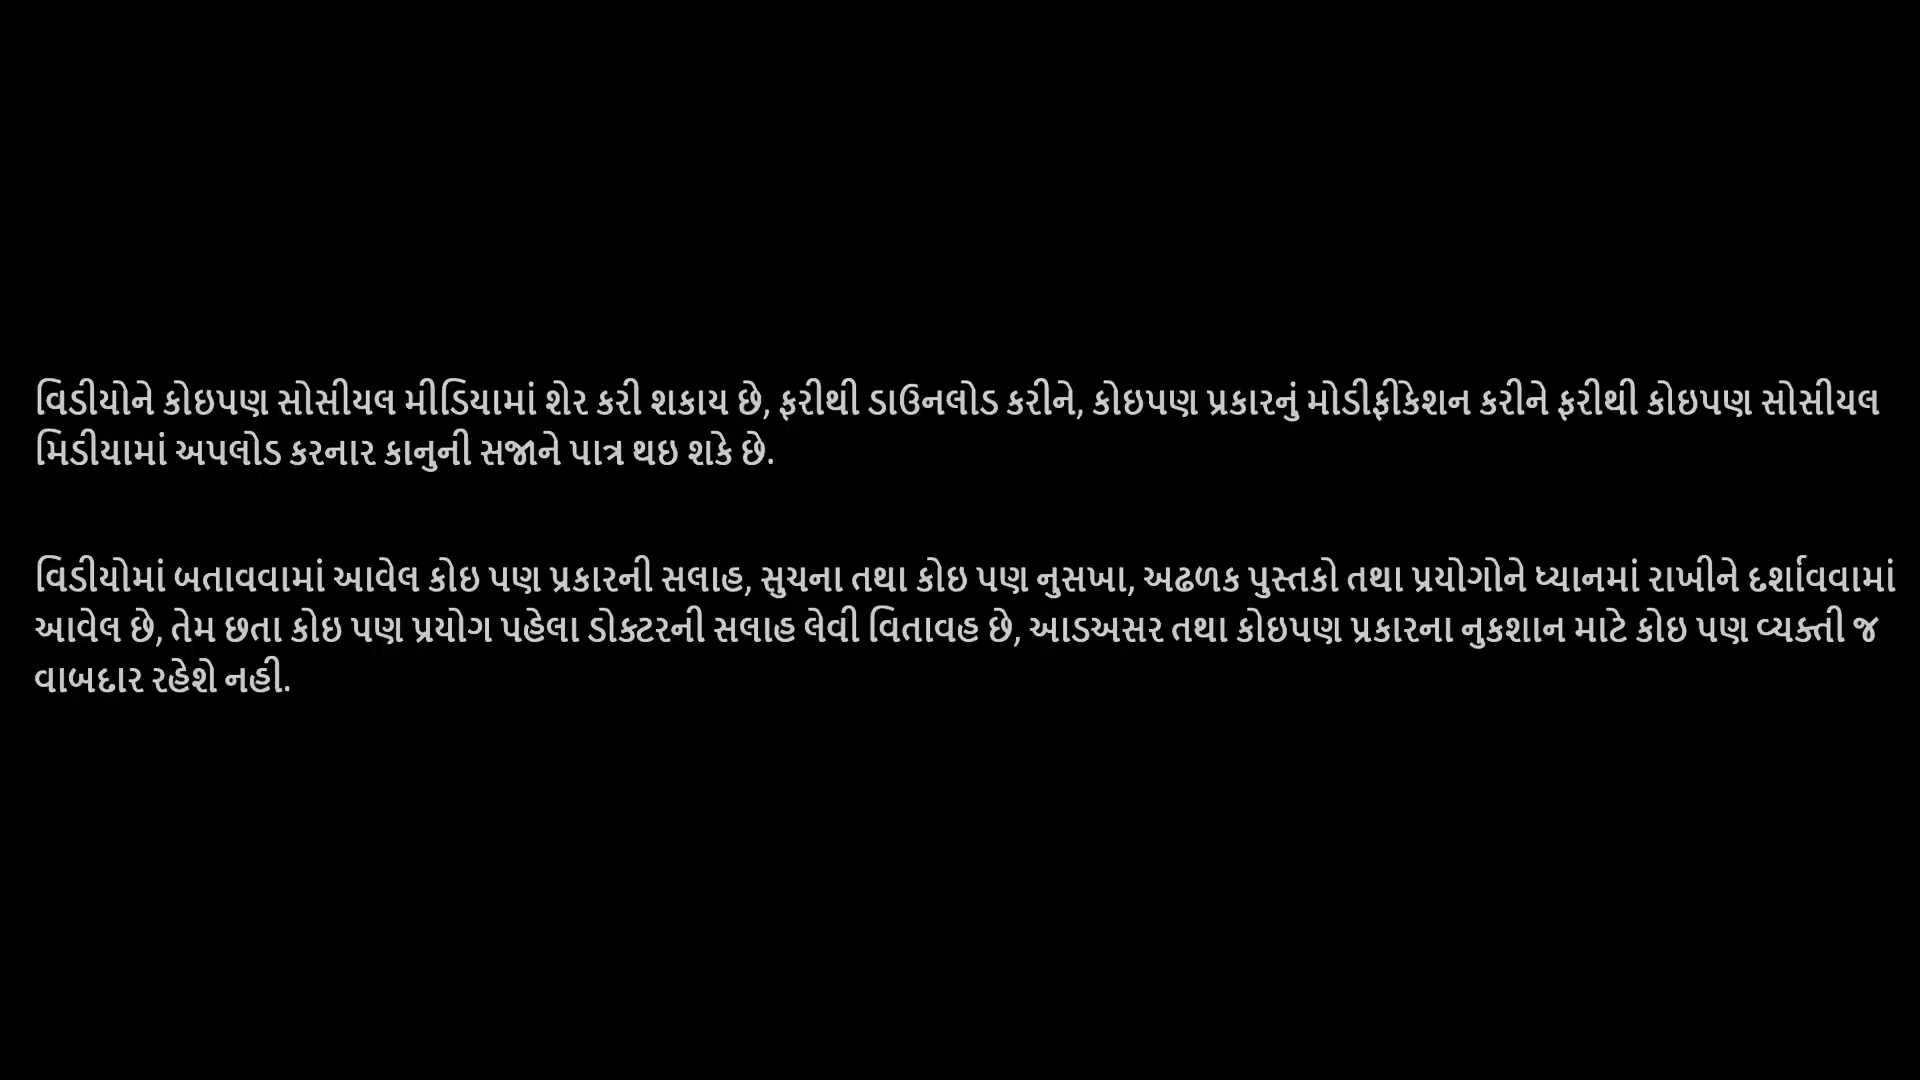 વિડીયોને કોઇપણ સોસીયલ મીડિયામાં શેર કરી શકાય છે, ફરીથી ડાઉનલોડ કરીને, કોઇપણ પ્રકારનું મોડીફીકેશન કરીને ફરીથી કોઇપણ સોસીયલ
મિડીયામાં અપલોડ કરનાર કાનુની સજાને પાત્ર થઇ શકે છે.
વિડીયોમાં બતાવવામાં આવેલ કોઇ પણ પ્રકારની સલાહ, સુચના તથા કોઇ પણ નુસખા, અઢળક પુસ્તકો તથા પ્રયોગોને ધ્યાનમાં રાખીને દર્શાવવામાં
આવેલ છે, તેમ છતા કોઇ પણ પ્રયોગ પહેલા ડોક્ટરની સલાહ લેવી વિતાવહ છે, આડઅસર તથા કોઇપણ પ્રકારના નુકશાન માટે કોઇ પણ વ્યક્તી જ
વાબદાર રહેશે નહી.